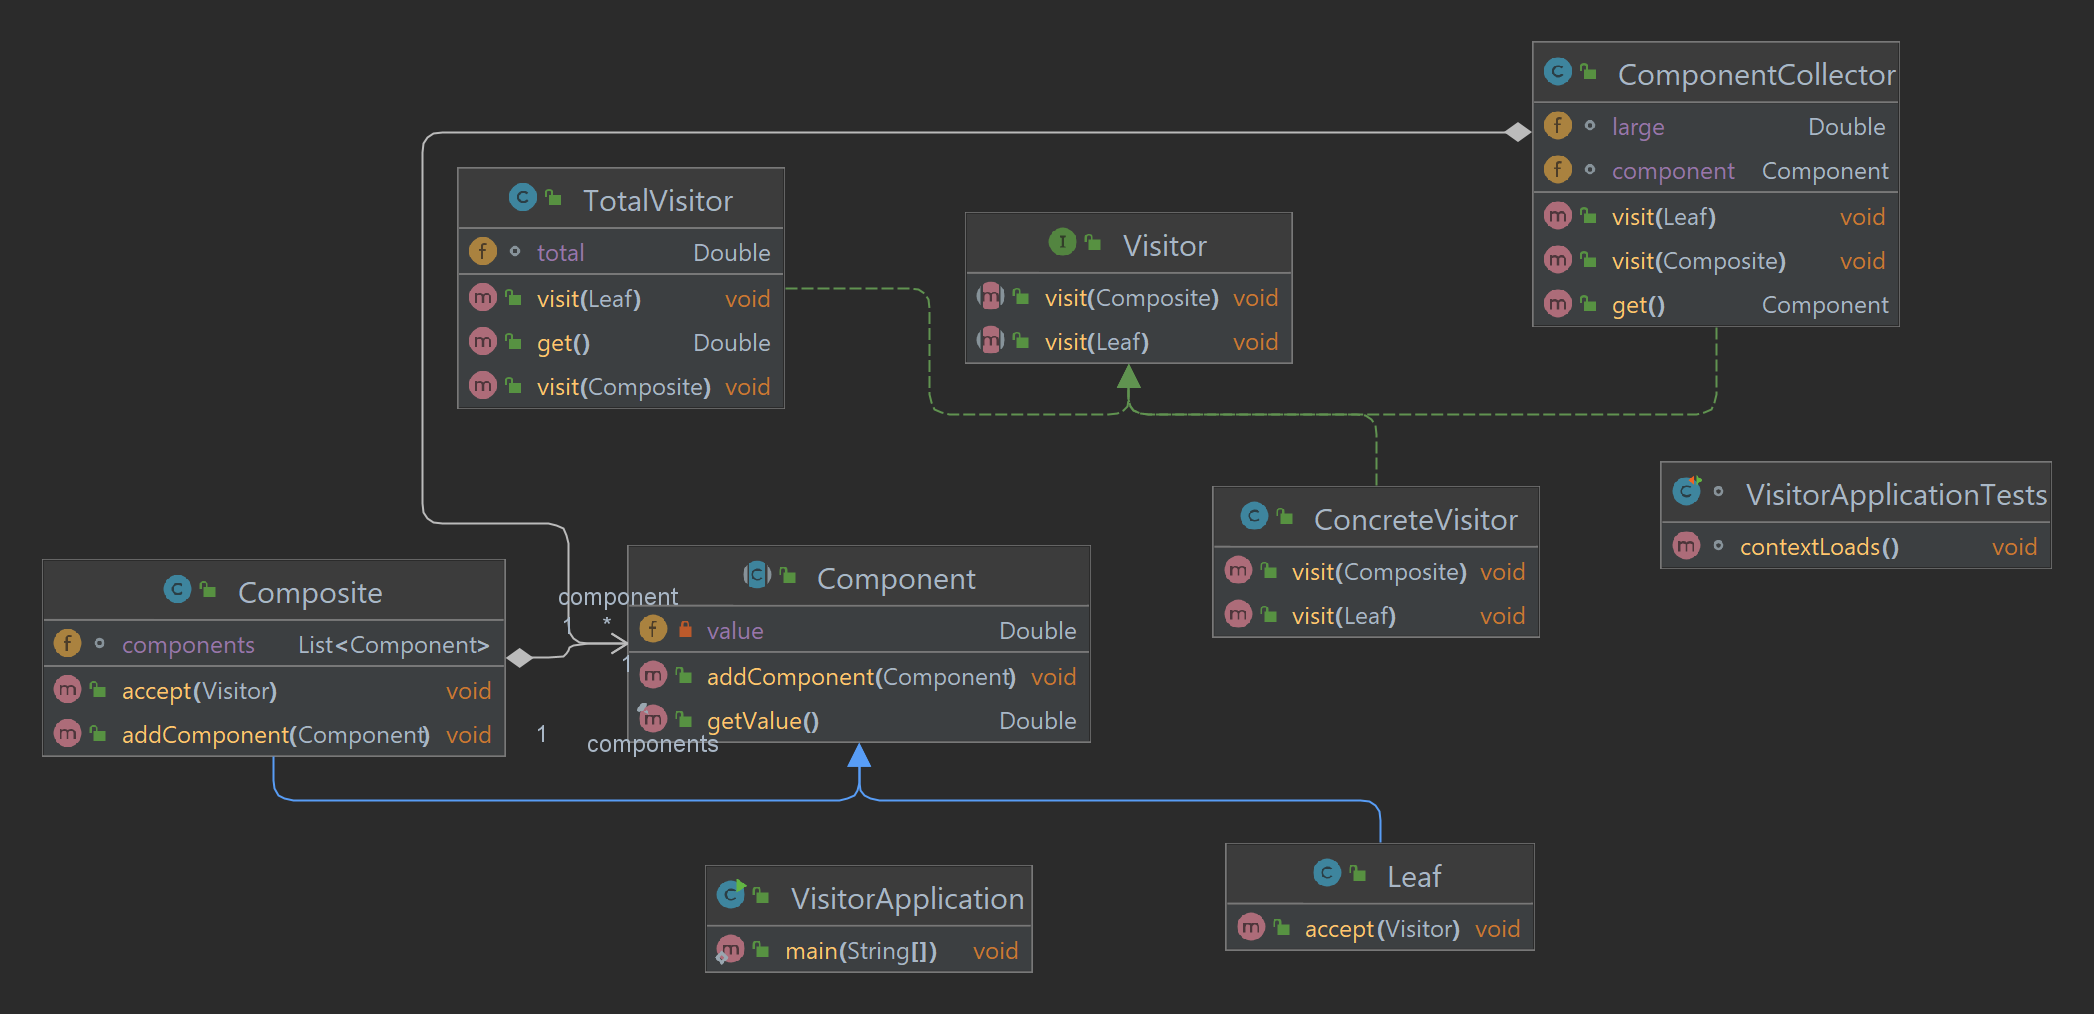 ComponentCollector
large Double
component Component
visit(Leaf) void
visit(Composite) void
get() Component
TotalVisitor
total Double
visit(Leaf) void
get() Double
visit(Composite) void
Visitor
visit(Composite) void
visit(Leaf) void
ConcreteVisitor
visit(Composite) void
visit(Leaf) void
VisitorApplicationTests
contextLoads() void
Composite
components List<Component>
accept(Visitor) void
addComponent(Component) void
component
1 *
1
1
components
Component
value Double
addComponent(Component) void
getValue() Double
VisitorApplication
main(String[]) void
Leaf
accept(Visitor) void